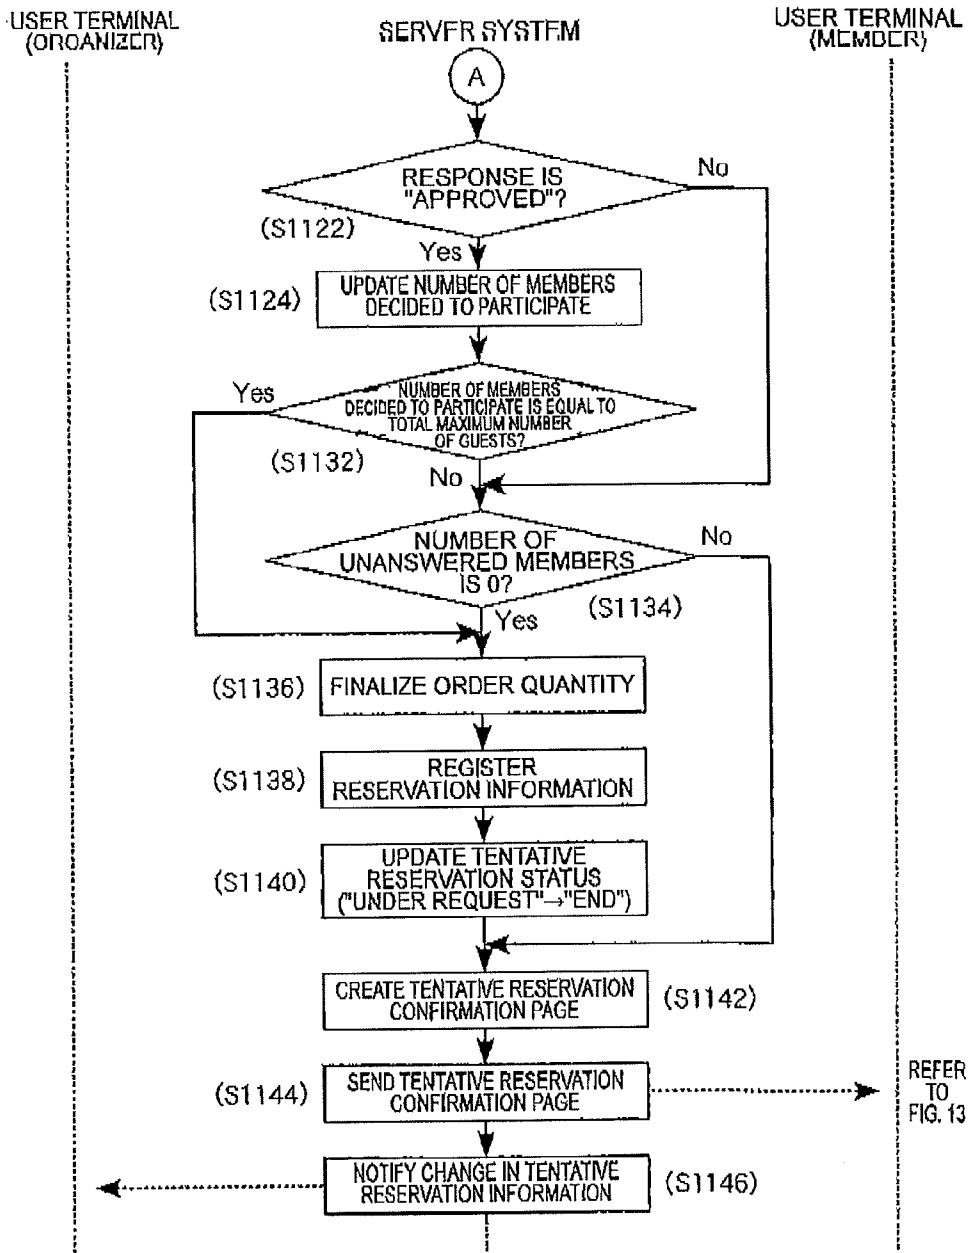 USER TERMINAL
(ORGANIZER)
SERVER SYSTEM
USER TERMINAL
(MEMBER)
A
RESPONSE IS
"APPROVED"?
No
(S1122)
Yes
(S1124)
UPDATE NUMBER OF MEMBERS
DECIDED TO PARTICIPATE
Yes
NUMBER OF MEMBERS
DECIDED TO PARTICIPATE IS EQUAL TO
TOTAL MAXIMUM NUMBER
OF GUESTS?
(S1132)
No
NUMBER OF
UNANSWERED MEMBERS
IS 0?
No
(S1134)
Yes
(S1136)
FINALIZE ORDER QUANTITY
(S1138)
REGISTER
RESERVATION INFORMATION
(S1140)
UPDATE TENTATIVE
RESERVATION STATUS
("UNDER REQUEST"→"END")
CREATE TENTATIVE RESERVATION
CONFIRMATION PAGE
(S1142)
(S1144)
SEND TENTATIVE RESERVATION
CONFIRMATION PAGE
REFER
TO
FIG. 13
NOTIFY CHANGE IN TENTATIVE
RESERVATION INFORMATION
(S1146)